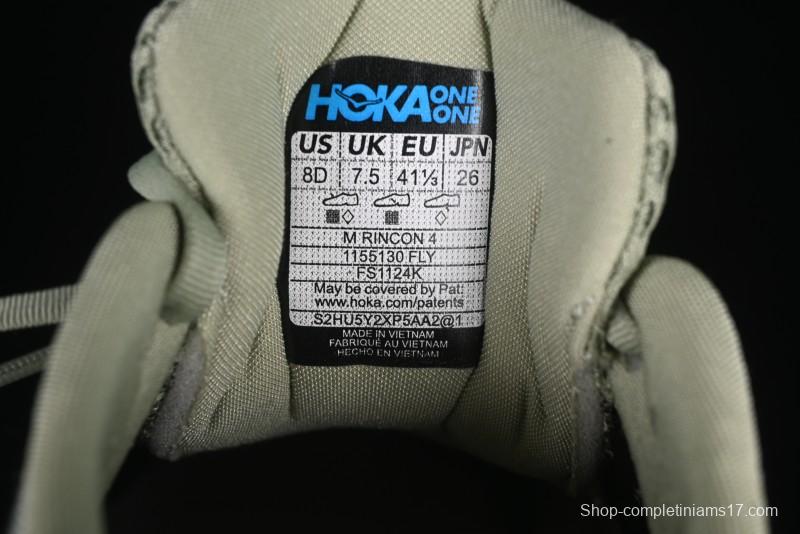 HOKA ONE ONE
US UK EU JPN
8D 7.5 41⅓ 26
M RINCON 4
1155130 FLY
FS1124K
May be covered by Pat:
www.hoka.com/patents
S2HU5Y2XP5AA2@1
MADE IN VIETNAM
FABRIQUÉ AU VIETNAM
HECHO EN VIETNAM
Shop-completiniams17.com